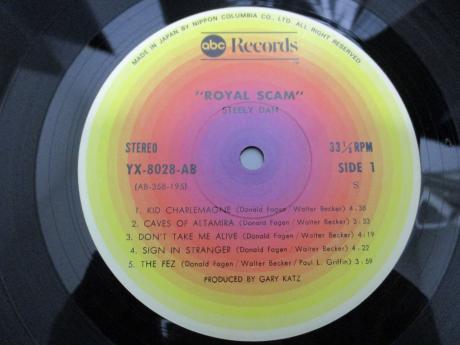 MADE IN JAPAN BY NIPPON COLUMBIA CO., LTD. ALL RIGHT RESERVED
abc Records
"ROYAL SCAM"
STEELY DAN
STEREO 33 1/3 RPM
YX-8028-AB SIDE 1
(AB-358-195) S
1. KID CHARLEMAGNE (Donald Fagen/Walter Becker) 4:38
2. CAVES OF ALTAMIRA (Donald Fagen/Walter Becker) 3:33
3. DON'T TAKE ME ALIVE (Donald Fagen/Walter Becker) 4:19
4. SIGN IN STRANGER (Donald Fagen/Walter Becker) 4:22
5. THE FEZ (Donald Fagen/Walter Becker/Paul L. Griffin) 3:59
PRODUCED BY GARY KATZ